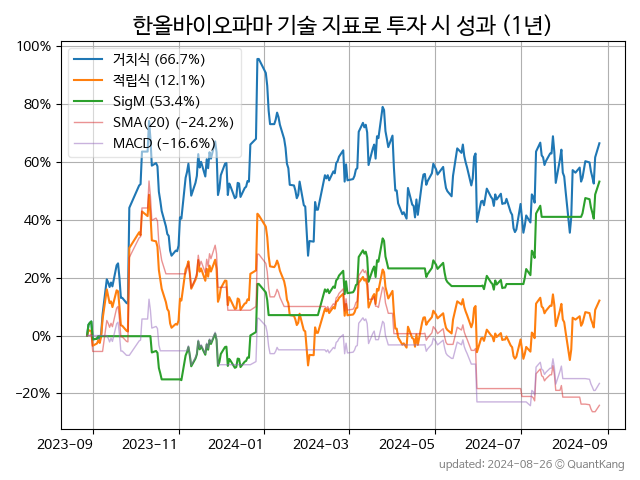 한올바이오파마 기술 지표로 투자 시 성과 (1년)
100%
80%
60%
40%
20%
0%
−20%
거치식 (66.7%)
적립식 (12.1%)
SigM (53.4%)
SMA(20) (−24.2%)
MACD (−16.6%)
2023-09
2023-11
2024-01
2024-03
2024-05
2024-07
2024-09
updated: 2024-08-26 © QuantKang